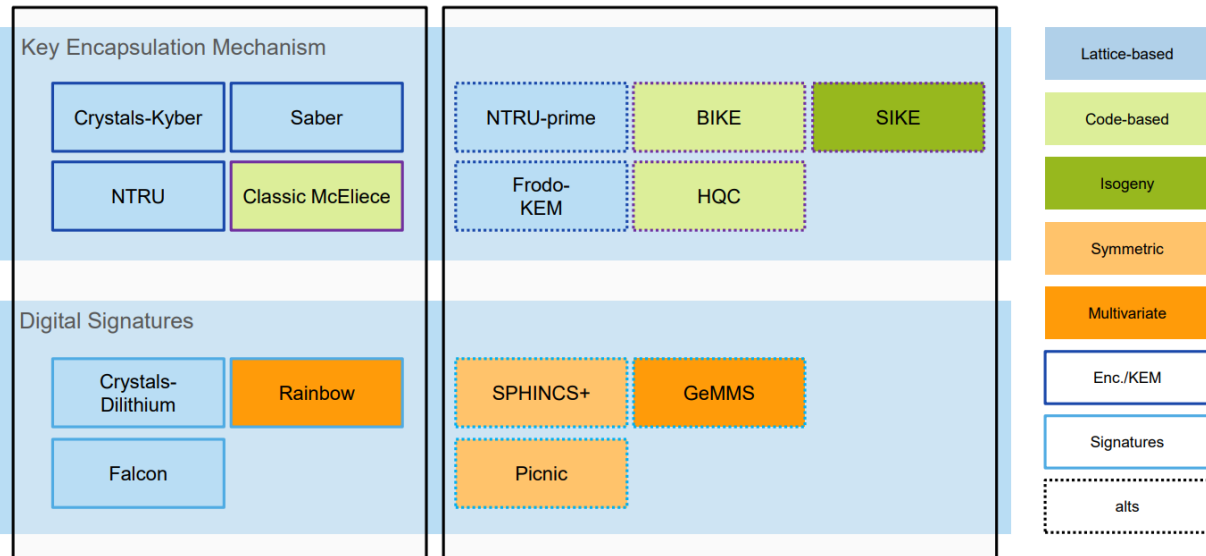 Key Encapsulation Mechanism
Crystals-Kyber
Saber
NTRU-prime
BIKE
SIKE
NTRU
Classic McEliece
Frodo-
KEM
HQC
Digital Signatures
Crystals-
Dilithium
Rainbow
SPHINCS+
GeMMS
Falcon
Picnic
Lattice-based
Code-based
Isogeny
Symmetric
Multivariate
Enc./KEM
Signatures
alts